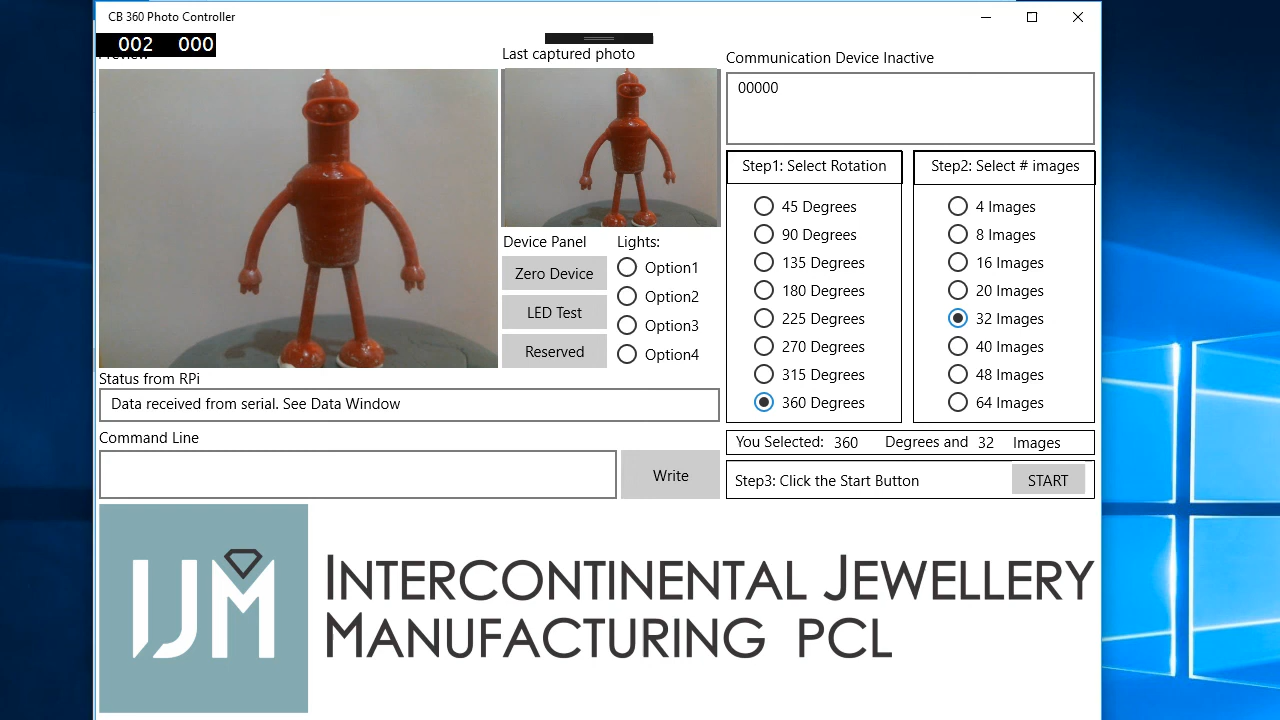 CB 360 Photo Controller
002 000
Preview
Last captured photo
Communication Device Inactive
00000
Step1: Select Rotation
45 Degrees
90 Degrees
135 Degrees
180 Degrees
225 Degrees
270 Degrees
315 Degrees
360 Degrees
Step2: Select # images
4 Images
8 Images
16 Images
20 Images
32 Images
40 Images
48 Images
64 Images
Device Panel
Zero Device
LED Test
Reserved
Lights:
Option1
Option2
Option3
Option4
Status from RPi
Data received from serial. See Data Window
Command Line
Write
You Selected: 360 Degrees and 32 Images
Step3: Click the Start Button
START
IJM
INTERCONTINENTAL JEWELLERY
MANUFACTURING PCL